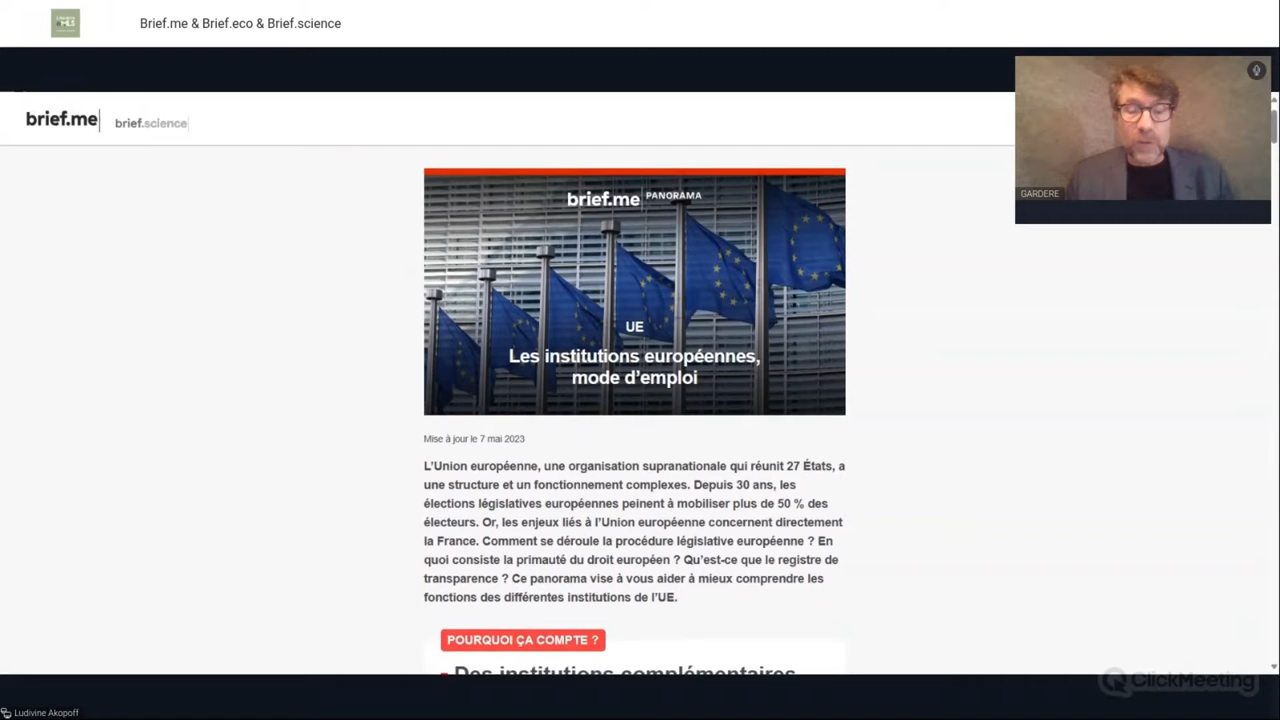 Brief.me & Brief.eco & Brief.science
brief.me
brief.science
GARDERE
brief.me PANORAMA
UE
Les institutions européennes,
mode d'emploi
Mise à jour le 7 mai 2023
L'Union européenne, une organisation supranationale qui réunit 27 États, a
une structure et un fonctionnement complexes. Depuis 30 ans, les
élections législatives européennes peinent à mobiliser plus de 50 % des
électeurs. Or, les enjeux liés à l'Union européenne concernent directement
la France. Comment se déroule la procédure législative européenne ? En
quoi consiste la primauté du droit européen ? Qu'est-ce que le registre de
transparence ? Ce panorama vise à vous aider à mieux comprendre les
fonctions des différentes institutions de l'UE.
POURQUOI ÇA COMPTE ?
Des institutions complémentaires
ClickMeeting
Ludivine Akopoff